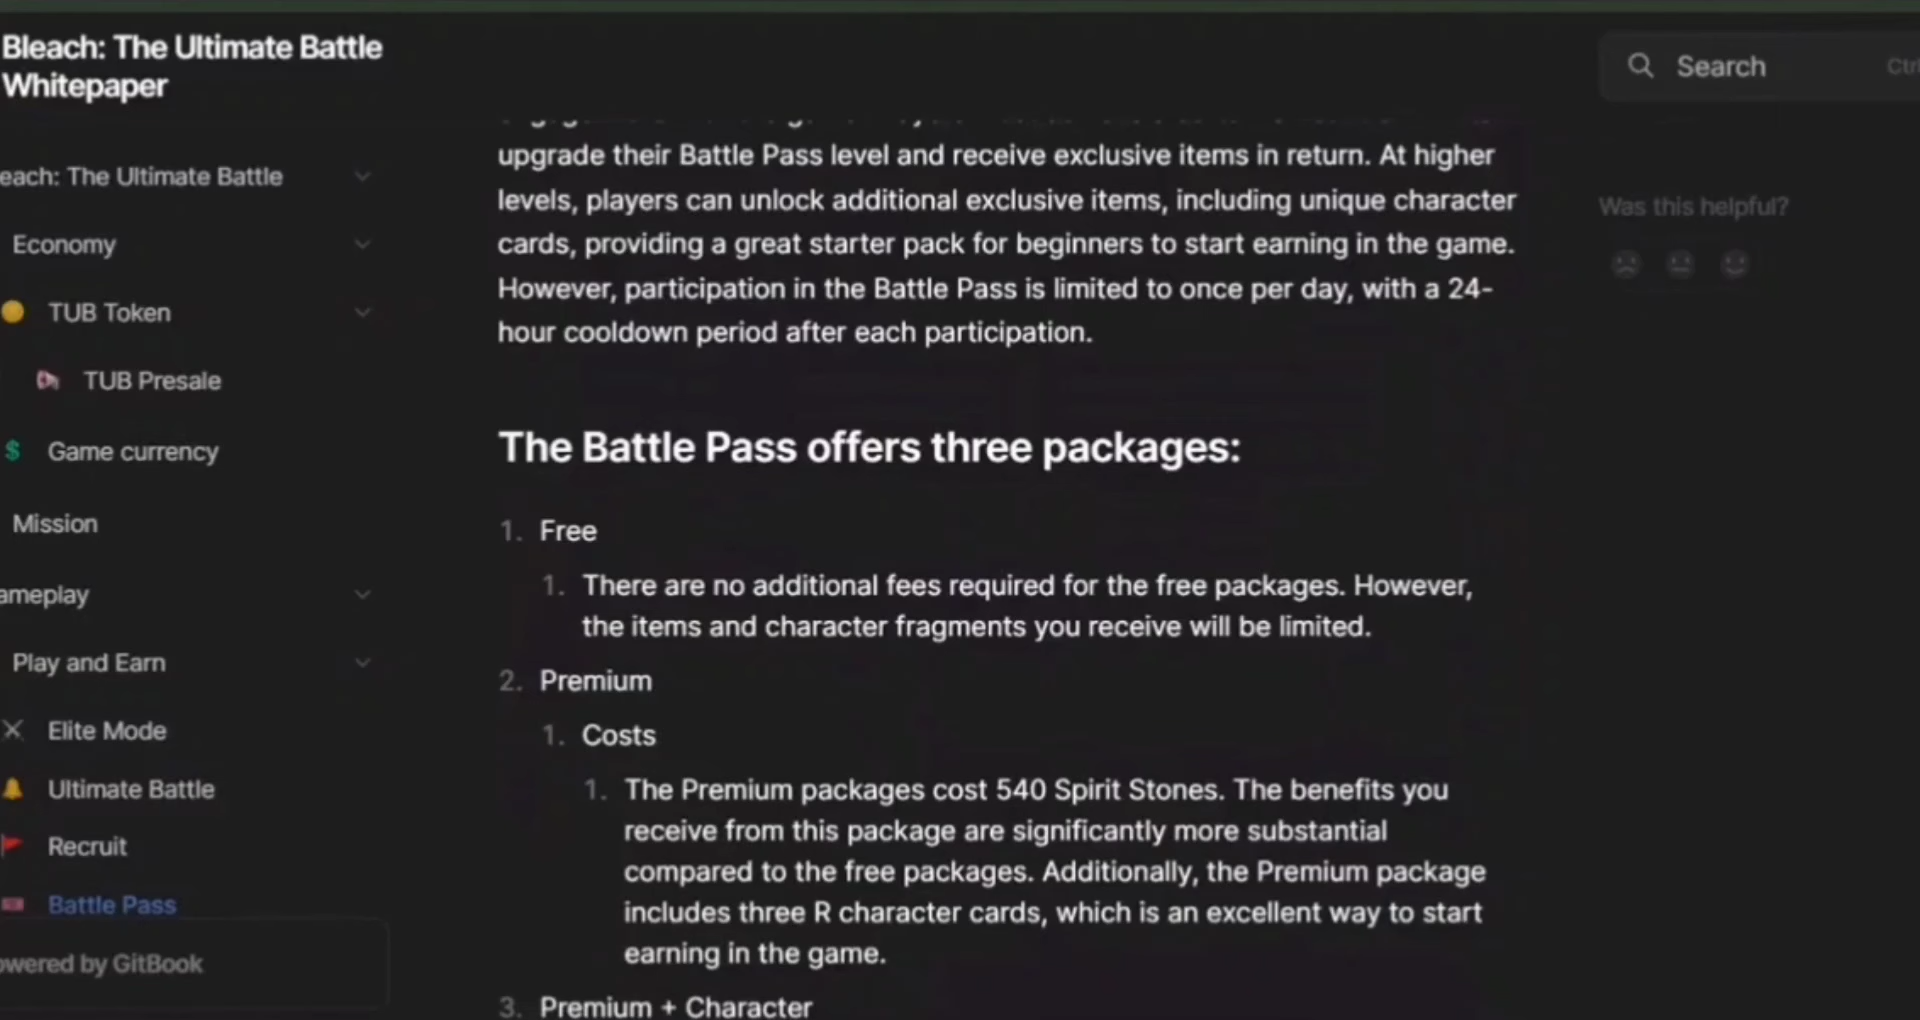 Bleach: The Ultimate Battle
Whitepaper
Search
Ctrl
each: The Ultimate Battle
Economy
TUB Token
TUB Presale
Game currency
Mission
ameplay
Play and Earn
Elite Mode
Ultimate Battle
Recruit
Battle Pass
owered by GitBook
upgrade their Battle Pass level and receive exclusive items in return. At higher
levels, players can unlock additional exclusive items, including unique character
cards, providing a great starter pack for beginners to start earning in the game.
However, participation in the Battle Pass is limited to once per day, with a 24-
hour cooldown period after each participation.
The Battle Pass offers three packages:
1. Free
1. There are no additional fees required for the free packages. However,
the items and character fragments you receive will be limited.
2. Premium
1. Costs
1. The Premium packages cost 540 Spirit Stones. The benefits you
receive from this package are significantly more substantial
compared to the free packages. Additionally, the Premium package
includes three R character cards, which is an excellent way to start
earning in the game.
3. Premium + Character
Was this helpful?